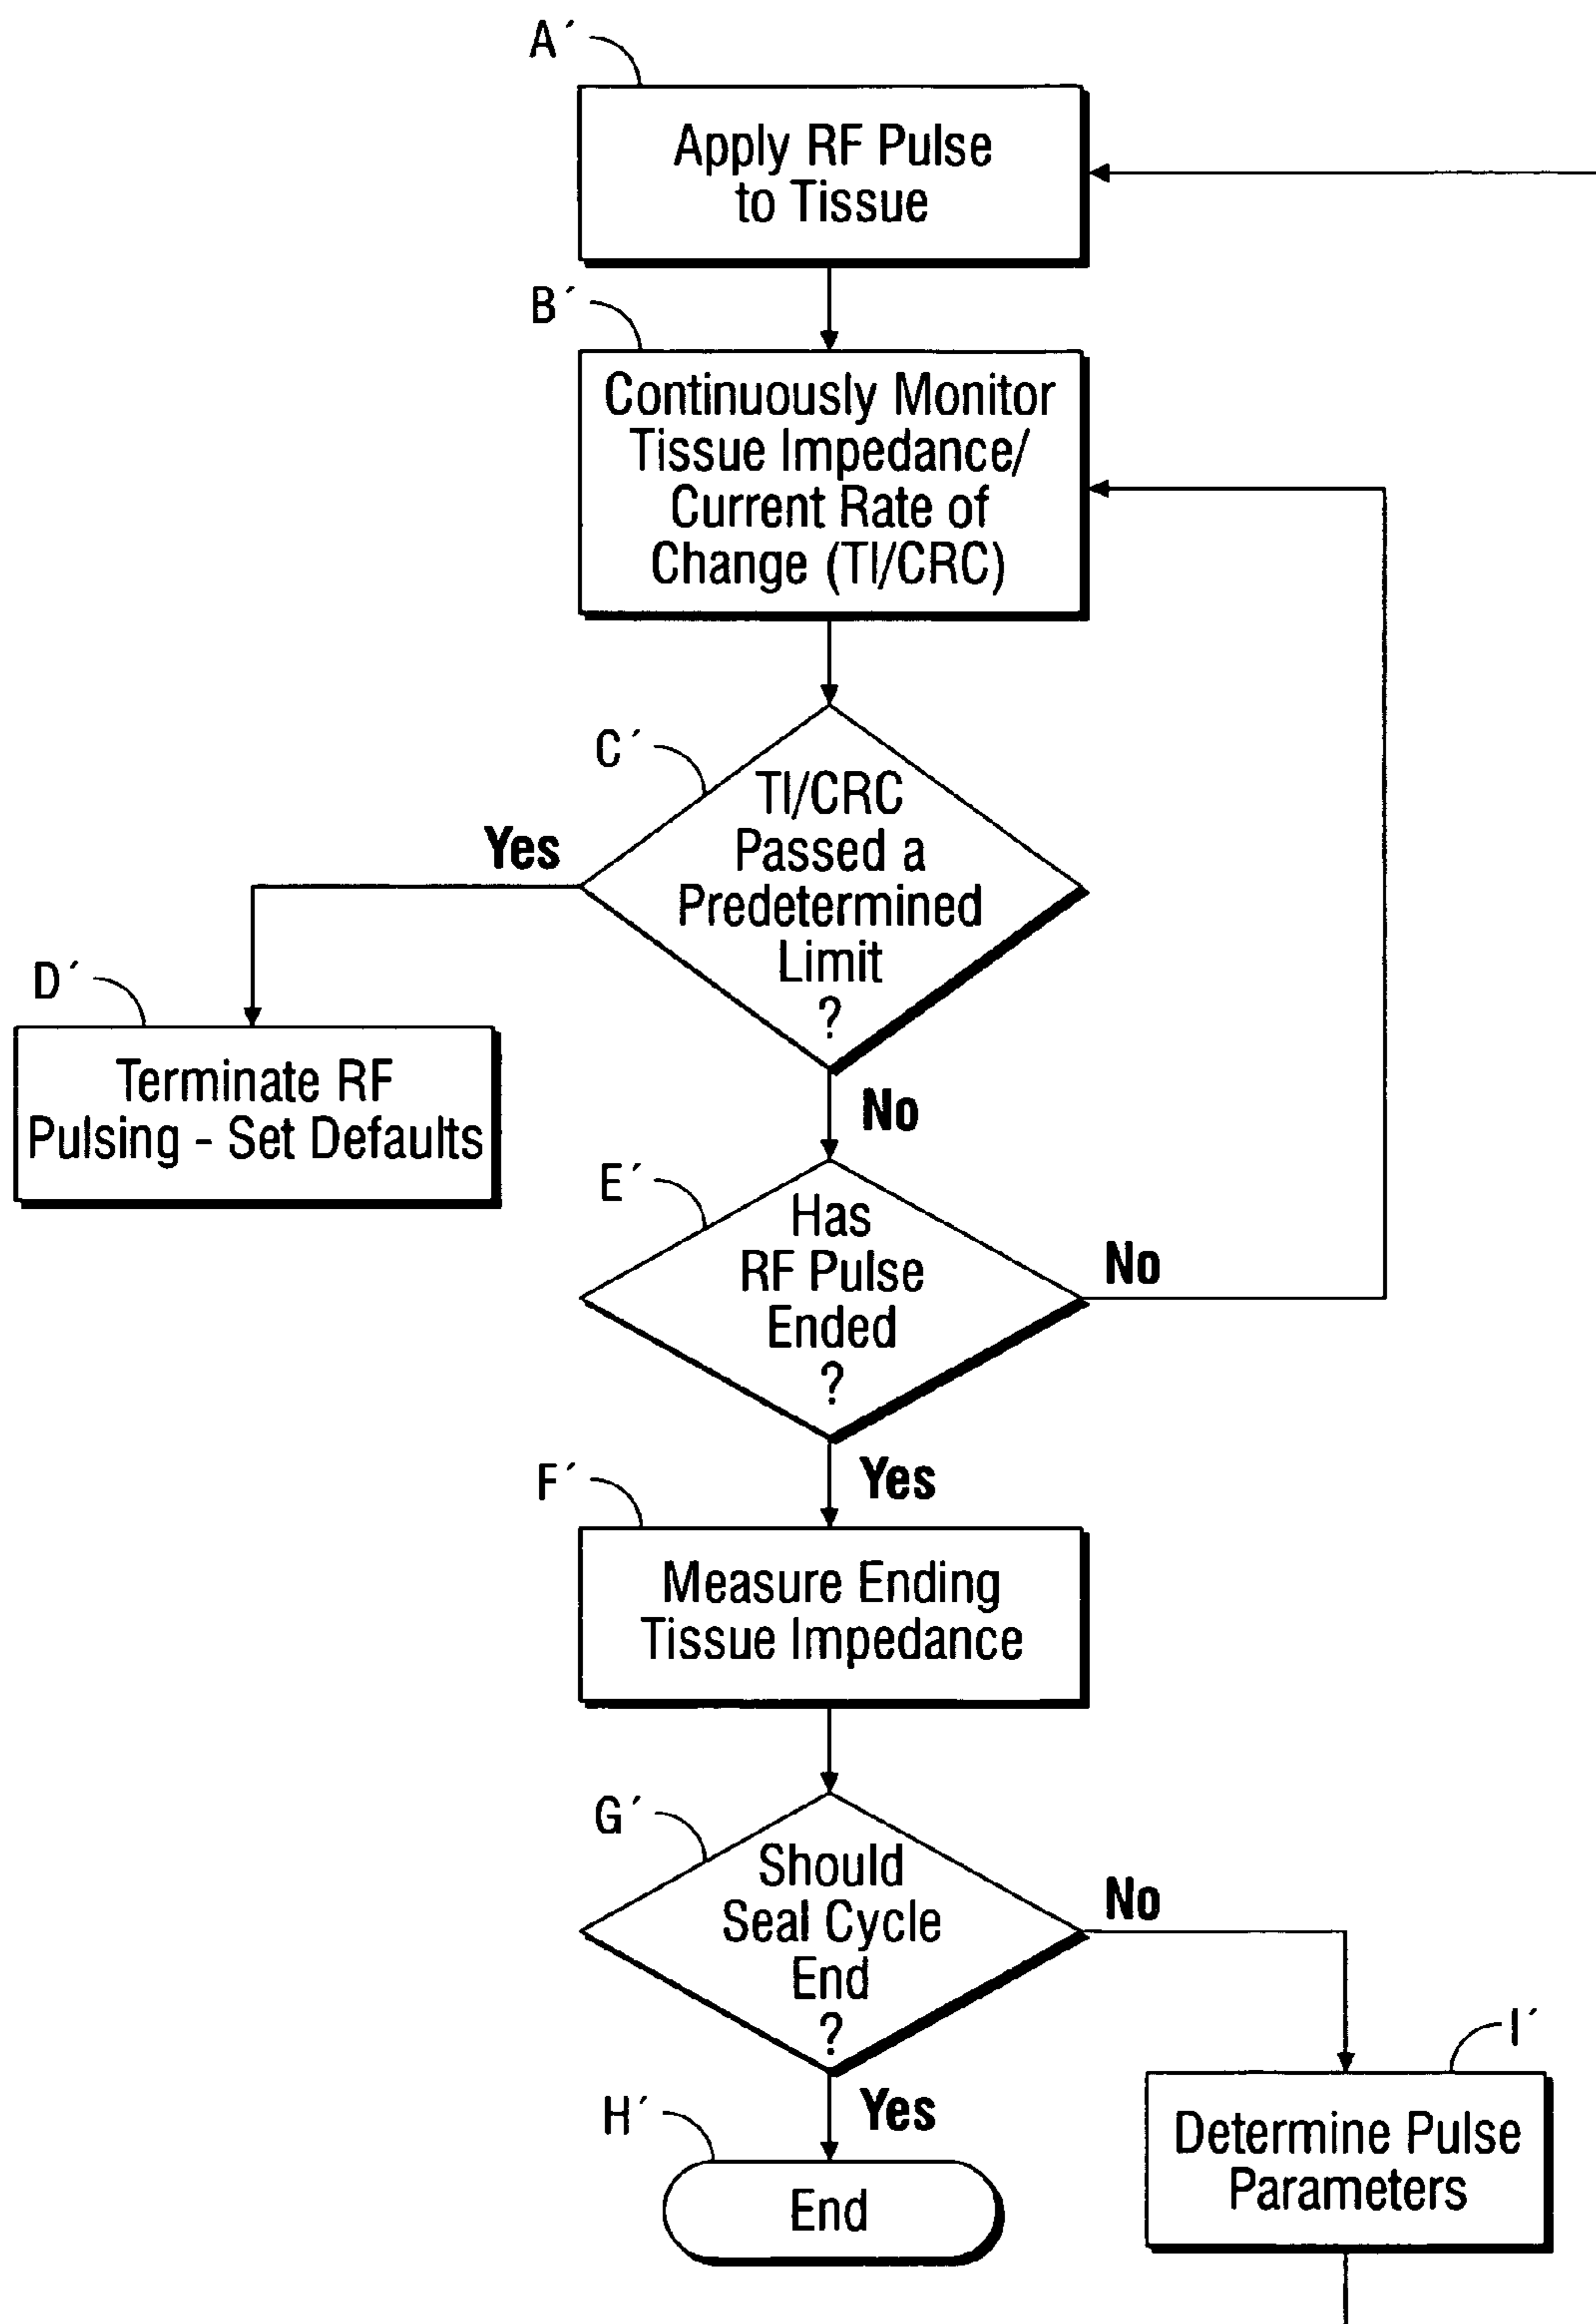 A´
Apply RF Pulse
to Tissue
B´
Continuously Monitor
Tissue Impedance/
Current Rate of
Change (TI/CRC)
C´
TI/CRC
Passed a
Predetermined
Limit
?
Yes
No
D´
Terminate RF
Pulsing - Set Defaults
E´
Has
RF Pulse
Ended
?
No
Yes
F´
Measure Ending
Tissue Impedance
G´
Should
Seal Cycle
End
?
No
Yes
H´
End
I´
Determine Pulse
Parameters